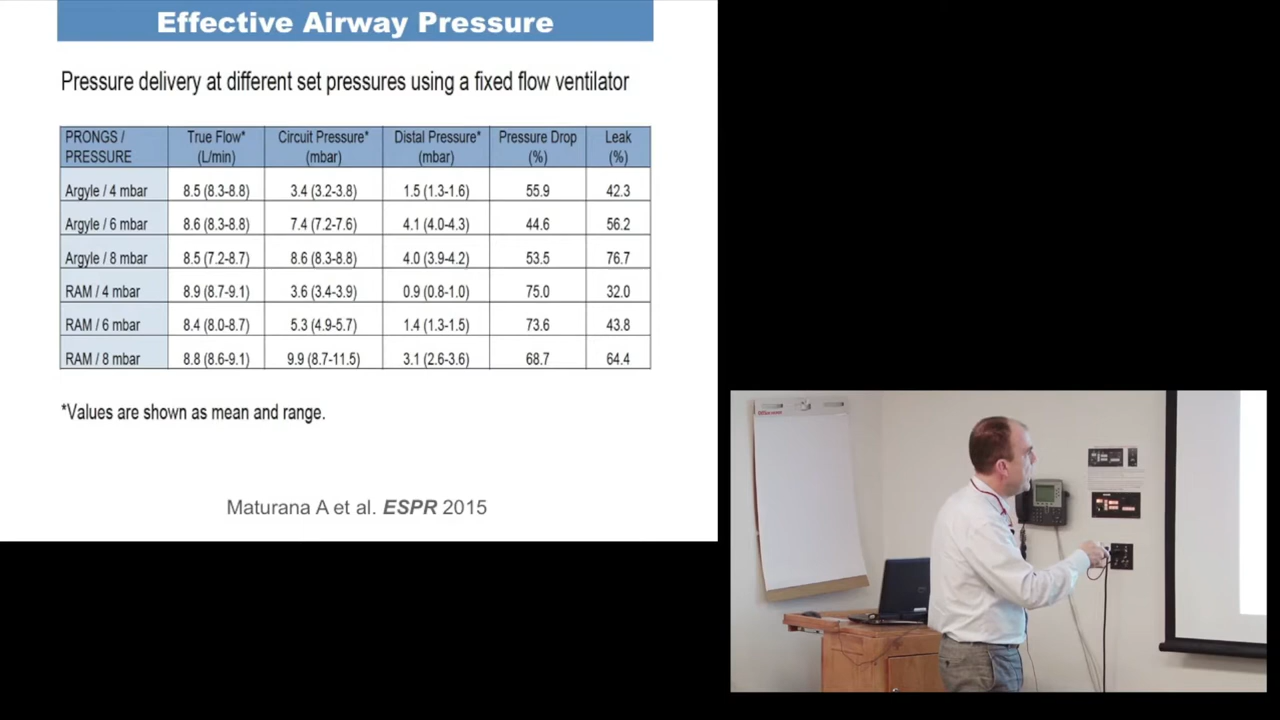 Effective Airway Pressure
Pressure delivery at different set pressures using a fixed flow ventilator
PRONGS / PRESSURE True Flow* (L/min) Circuit Pressure* (mbar) Distal Pressure* (mbar) Pressure Drop (%) Leak (%)
Argyle / 4 mbar 8.5 (8.3-8.8) 3.4 (3.2-3.8) 1.5 (1.3-1.6) 55.9 42.3
Argyle / 6 mbar 8.6 (8.3-8.8) 7.4 (7.2-7.6) 4.1 (4.0-4.3) 44.6 56.2
Argyle / 8 mbar 8.5 (7.2-8.7) 8.6 (8.3-8.8) 4.0 (3.9-4.2) 53.5 76.7
RAM / 4 mbar 8.9 (8.7-9.1) 3.6 (3.4-3.9) 0.9 (0.8-1.0) 75.0 32.0
RAM / 6 mbar 8.4 (8.0-8.7) 5.3 (4.9-5.7) 1.4 (1.3-1.5) 73.6 43.8
RAM / 8 mbar 8.8 (8.6-9.1) 9.9 (8.7-11.5) 3.1 (2.6-3.6) 68.7 64.4
*Values are shown as mean and range.
Maturana A et al. ESPR 2015